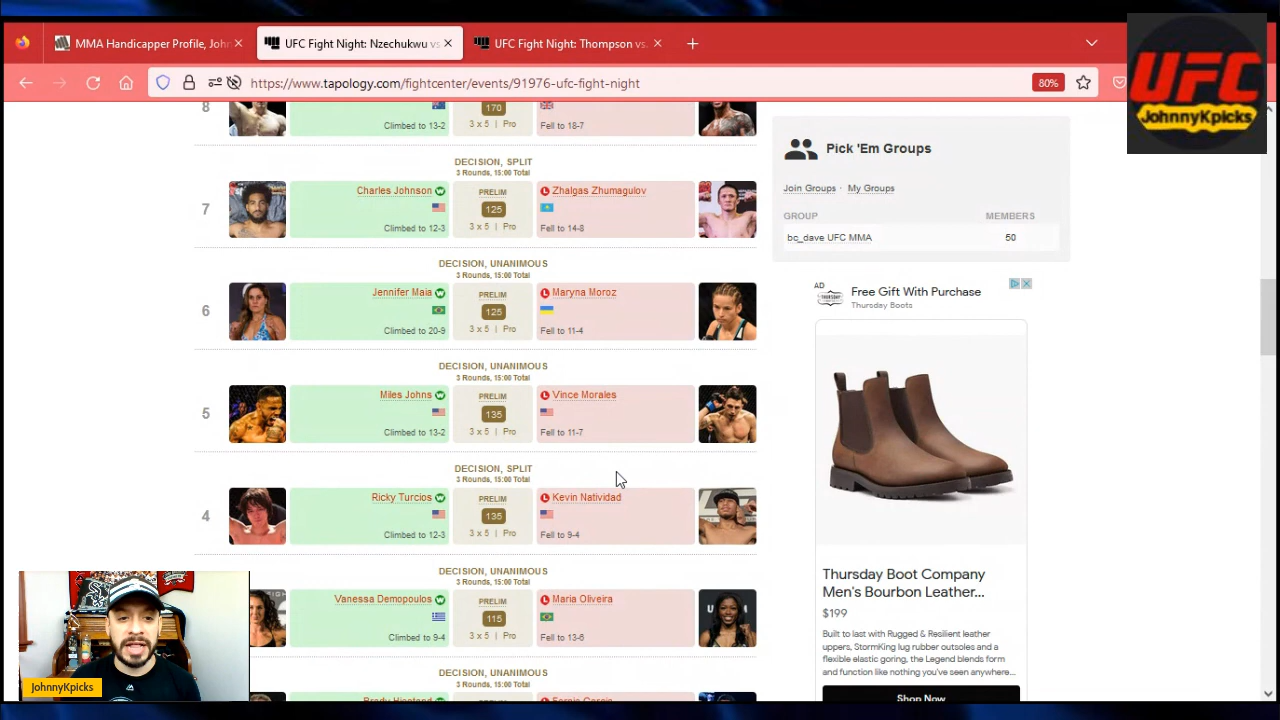 MMA Handicapper Profile, John
UFC Fight Night: Nzechukwu vs
UFC Fight Night: Thompson vs.
https://www.tapology.com/fightcenter/events/91976-ufc-fight-night
80%
UFC
JohnnyKpicks
8
170
3 x 5 | Pro
Climbed to 13-2
Fell to 18-7
DECISION, SPLIT
3 Rounds, 15:00 Total
7
Charles Johnson W
PRELIM
L Zhalgas Zhumagulov
125
Climbed to 12-3
3 x 5 | Pro
Fell to 14-8
DECISION, UNANIMOUS
3 Rounds, 15:00 Total
6
Jennifer Maia W
PRELIM
L Maryna Moroz
125
Climbed to 20-9
3 x 5 | Pro
Fell to 11-4
DECISION, UNANIMOUS
3 Rounds, 15:00 Total
5
Miles Johns W
PRELIM
L Vince Morales
135
Climbed to 13-2
3 x 5 | Pro
Fell to 11-7
DECISION, SPLIT
3 Rounds, 15:00 Total
4
Ricky Turcios W
PRELIM
L Kevin Natividad
135
Climbed to 12-3
3 x 5 | Pro
Fell to 9-4
DECISION, UNANIMOUS
3 Rounds, 15:00 Total
Vanessa Demopoulos W
PRELIM
L Maria Oliveira
115
Climbed to 9-4
3 x 5 | Pro
Fell to 13-6
DECISION, UNANIMOUS
3 Rounds, 15:00 Total
Pick 'Em Groups
Join Groups · My Groups
GROUP MEMBERS
bc_dave UFC MMA 50
AD
Free Gift With Purchase
Thursday Boots
Thursday Boot Company
Men's Bourbon Leather...
$199
Built to last with Rugged & Resilient leather
uppers, StormKing lug rubber outsoles and a
flexible elastic goring, the Legend blends form
and function like nothing you've seen anywhere...
Shop Now
JohnnyKpicks